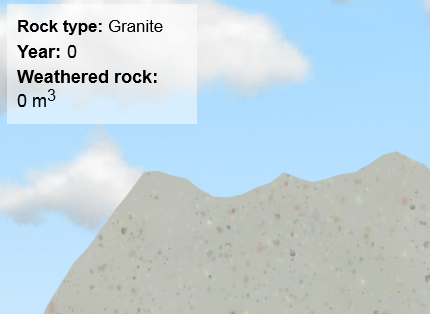 Rock type: Granite
Year: 0
Weathered rock:
0 m³